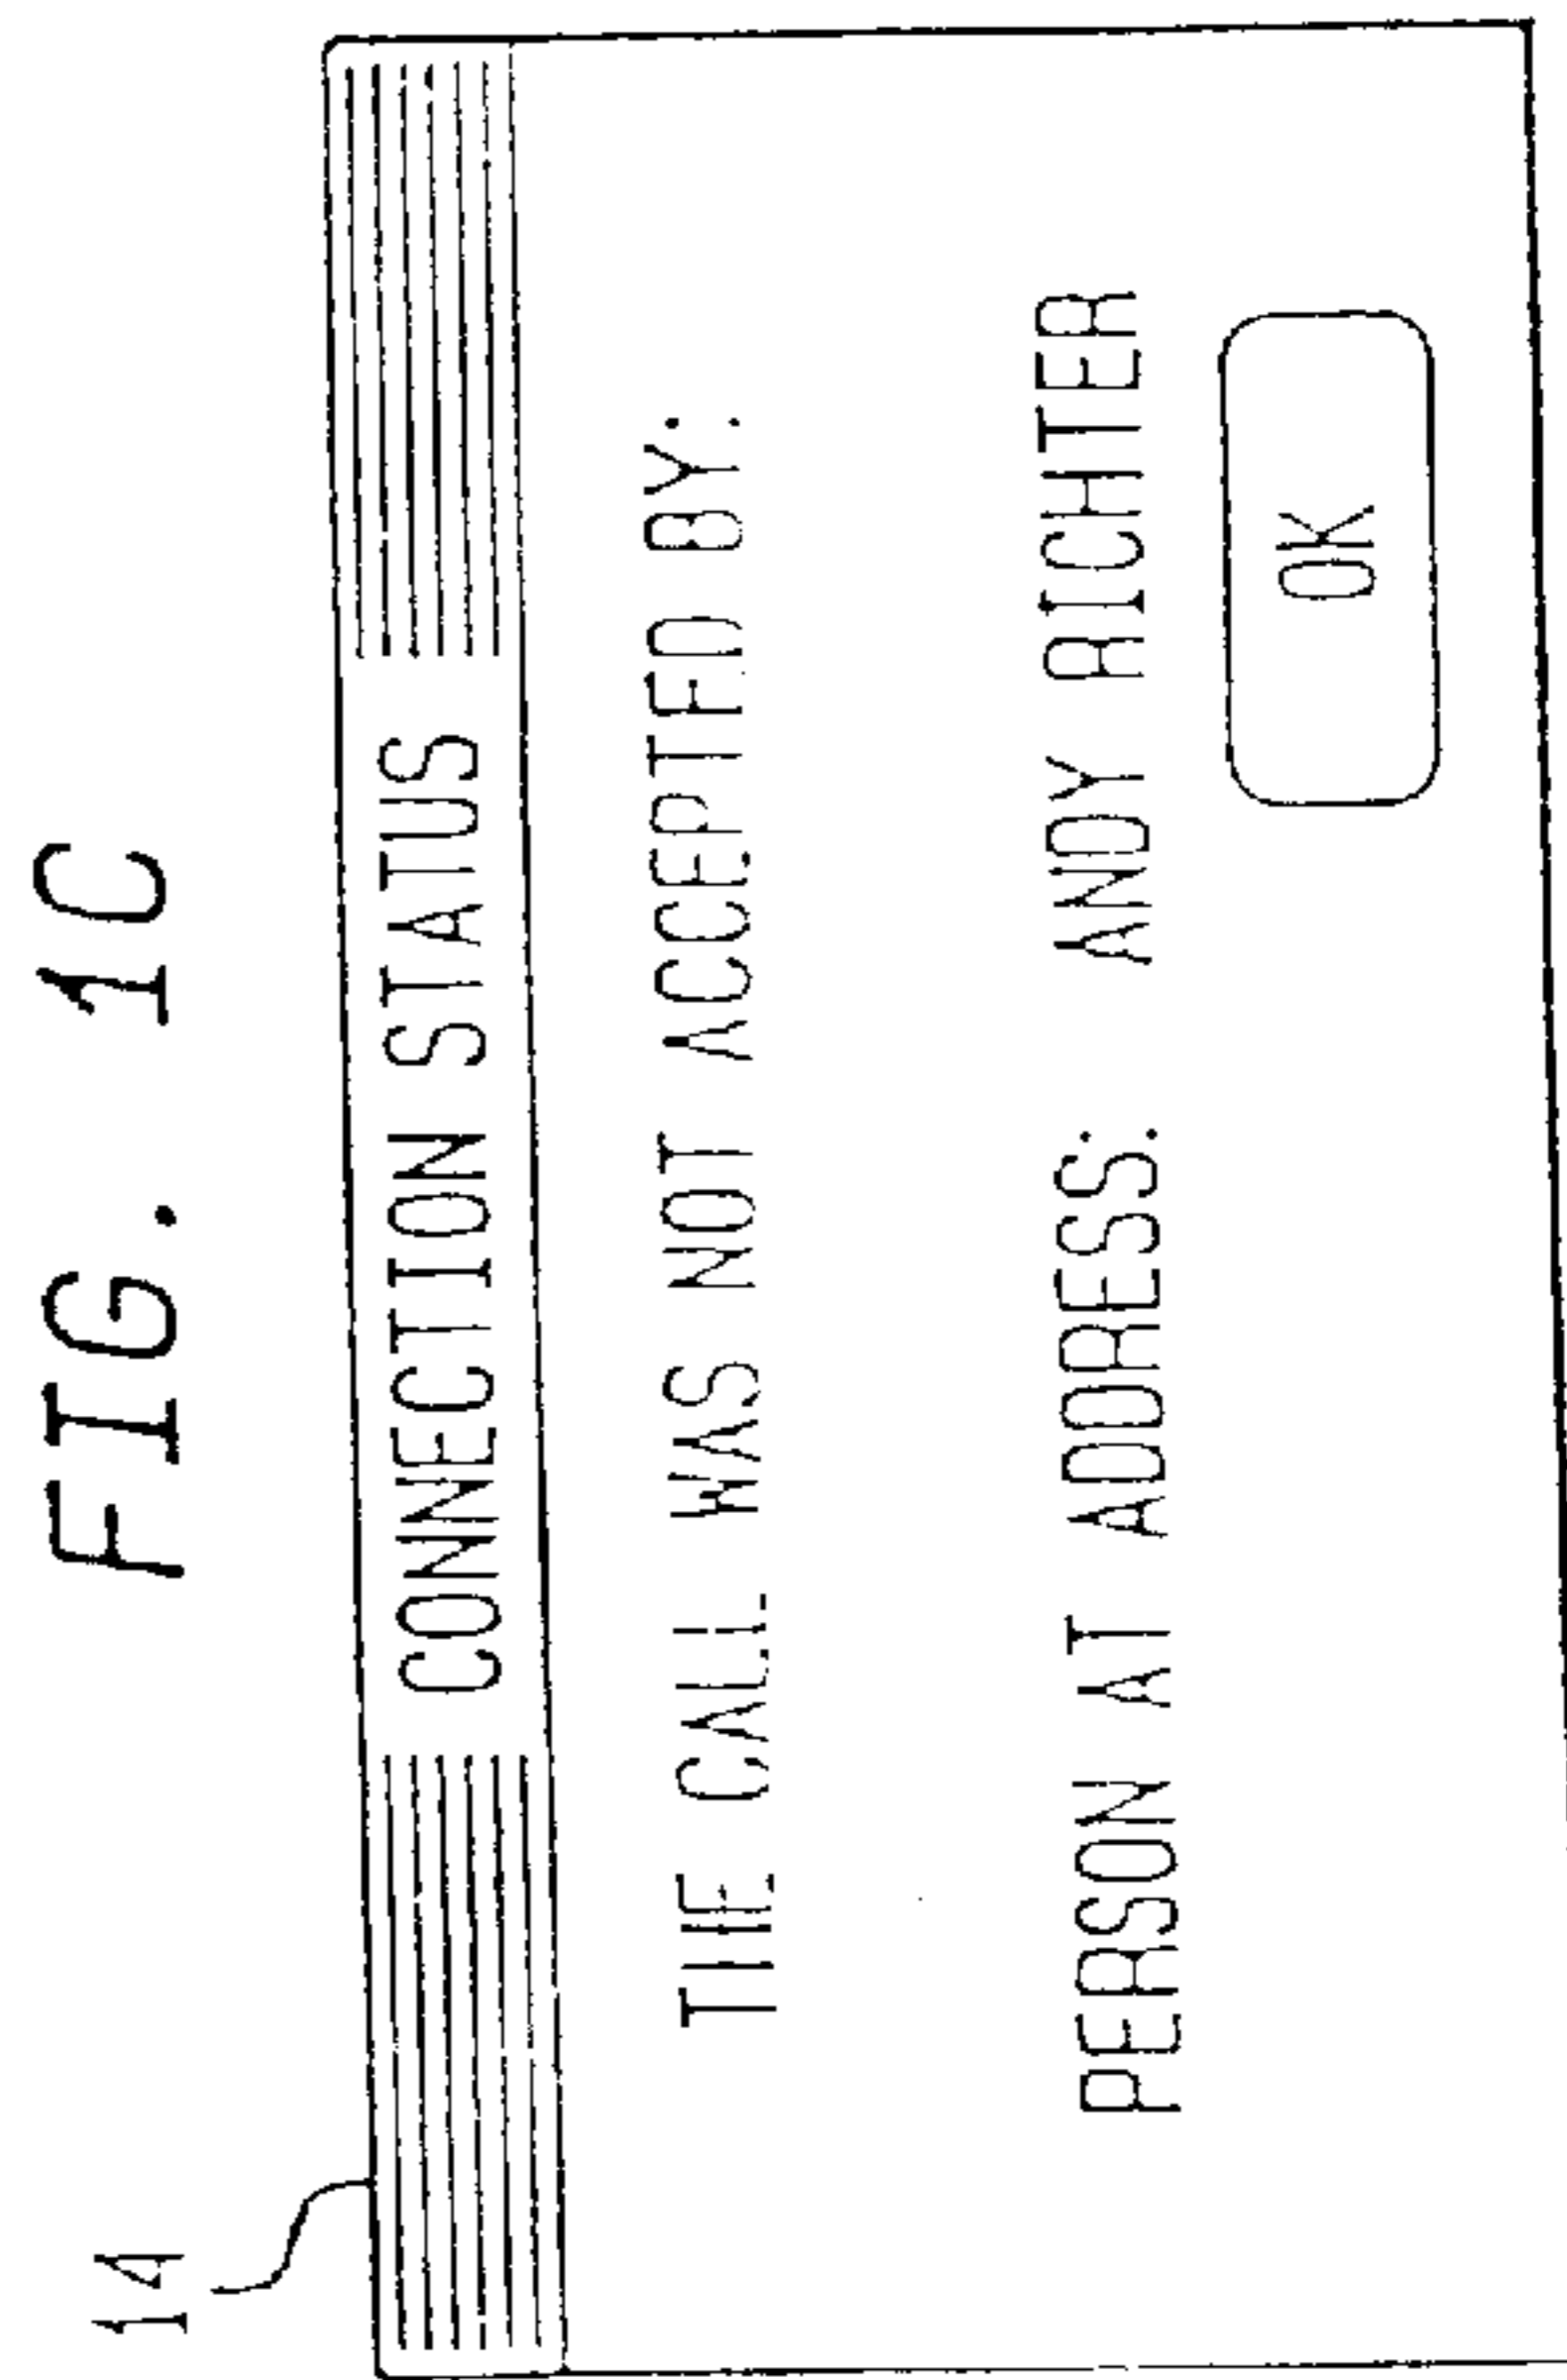 FIG. 1C
14
CONNECTION STATUS
THE CALL WAS NOT ACCEPTED BY:
PERSON AT ADDRESS: ANDY RICHTER
OK